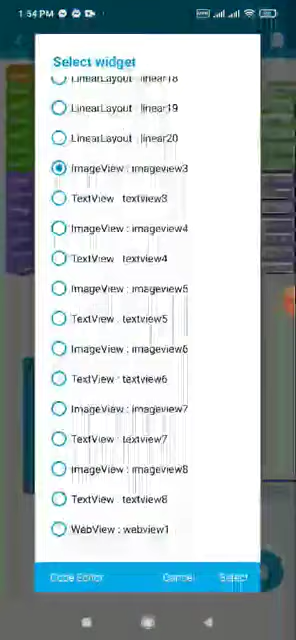 1:54 PM
Select widget
LinearLayout : linear18
LinearLayout : linear19
LinearLayout : linear20
ImageView : imageview3
TextView : textview3
ImageView : imageview4
TextView : textview4
ImageView : imageview5
TextView : textview5
ImageView : imageview6
TextView : textview6
ImageView : imageview7
TextView : textview7
ImageView : imageview8
TextView : textview8
WebView : webview1
Code Editor Cancel Select